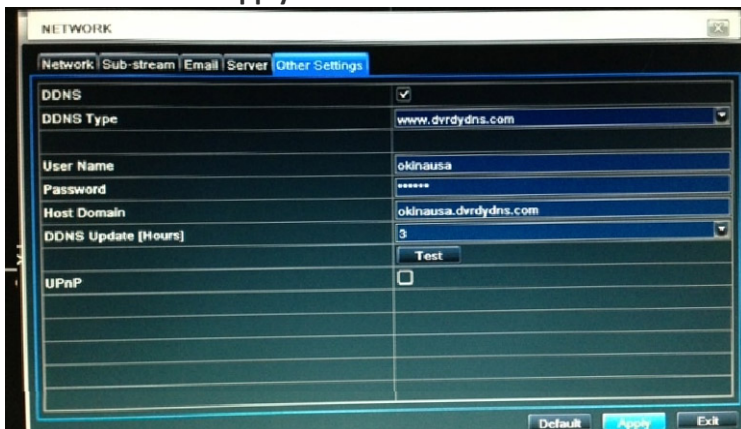 NETWORK
Network Sub-stream Email Server Other Settings
DDNS
DDNS Type www.dvrdydns.com
User Name okinausa
Password ******
Host Domain okinausa.dvrdydns.com
DDNS Update [Hours] 3
Test
UPnP
Default Apply Exit